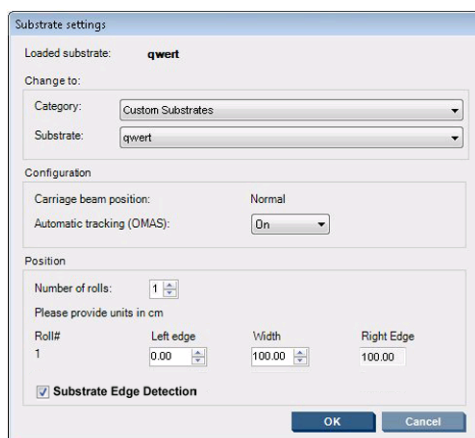 Substrate settings
Loaded substrate: qwert
Change to:
Category: Custom Substrates
Substrate: qwert
Configuration
Carriage beam position: Normal
Automatic tracking (OMAS): On
Position
Number of rolls: 1
Please provide units in cm
Roll# Left edge Width Right Edge
1 0.00 100.00 100.00
Substrate Edge Detection
OK Cancel